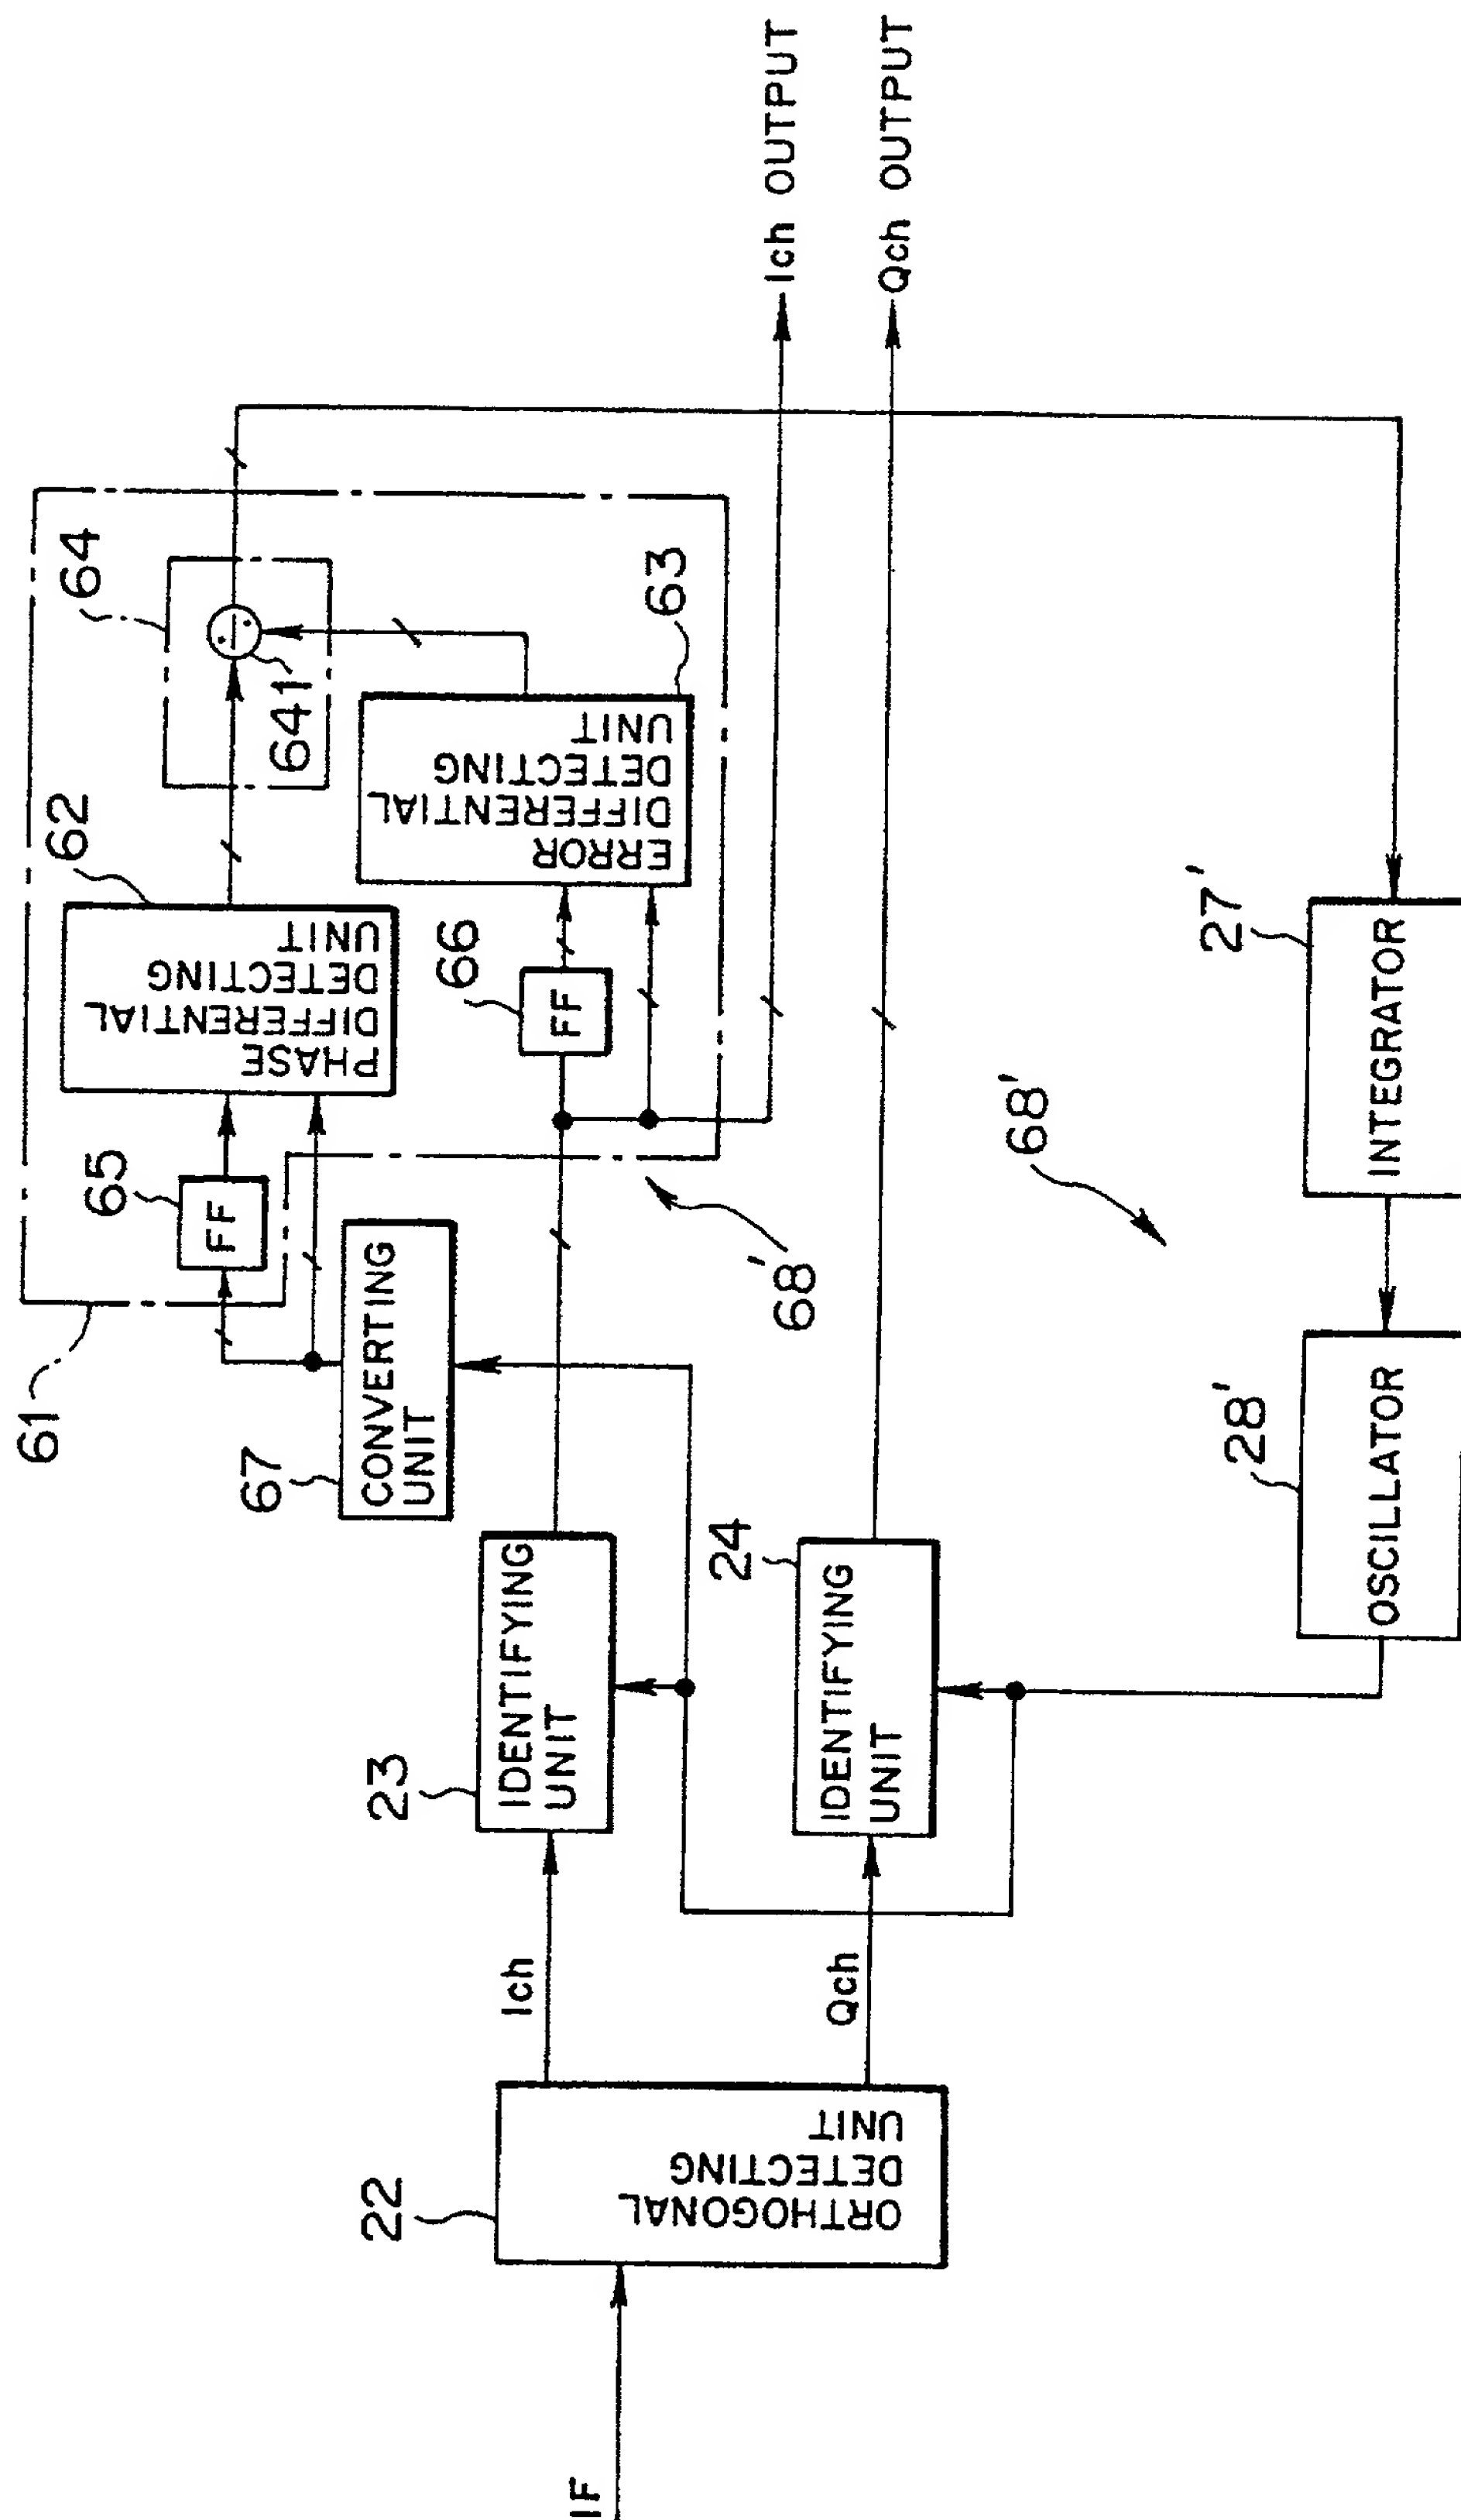 IF
22
ORTHOGONAL
DETECTING
UNIT
Ich
Qch
23
IDENTIFYING
UNIT
24
IDENTIFYING
UNIT
67
CONVERTING
UNIT
61
65
FF
62
PHASE
DIFFERENTIAL
DETECTING
UNIT
66
FF
63
ERROR
DIFFERENTIAL
DETECTING
UNIT
64
641
68'
68'
28'
OSCILLATOR
27'
INTEGRATOR
Ich OUTPUT
Qch OUTPUT